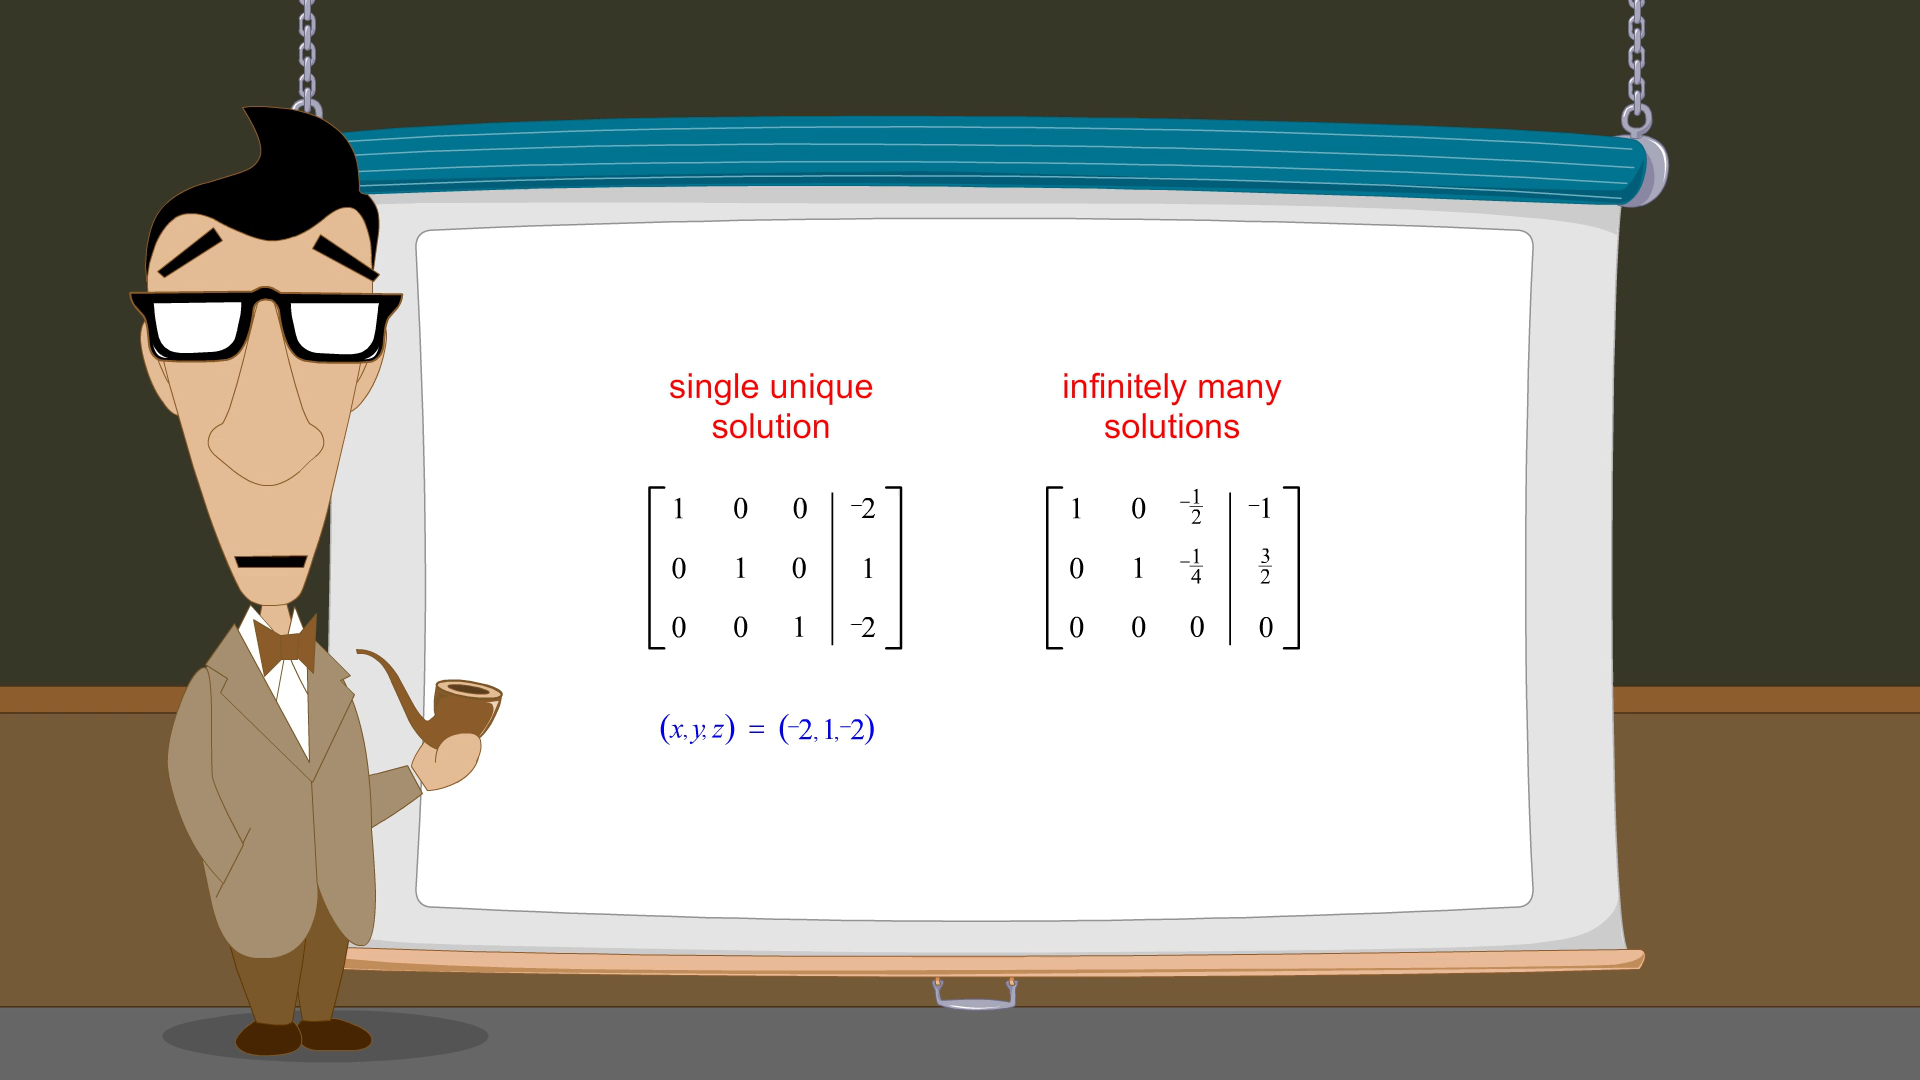 single unique
solution
1 0 0 | ⁻2
0 1 0 | 1
0 0 1 | ⁻2
(x, y, z) = (⁻2, 1, ⁻2)
infinitely many
solutions
1 0 −1/2 | ⁻1
0 1 −1/4 | 3/2
0 0 0 | 0